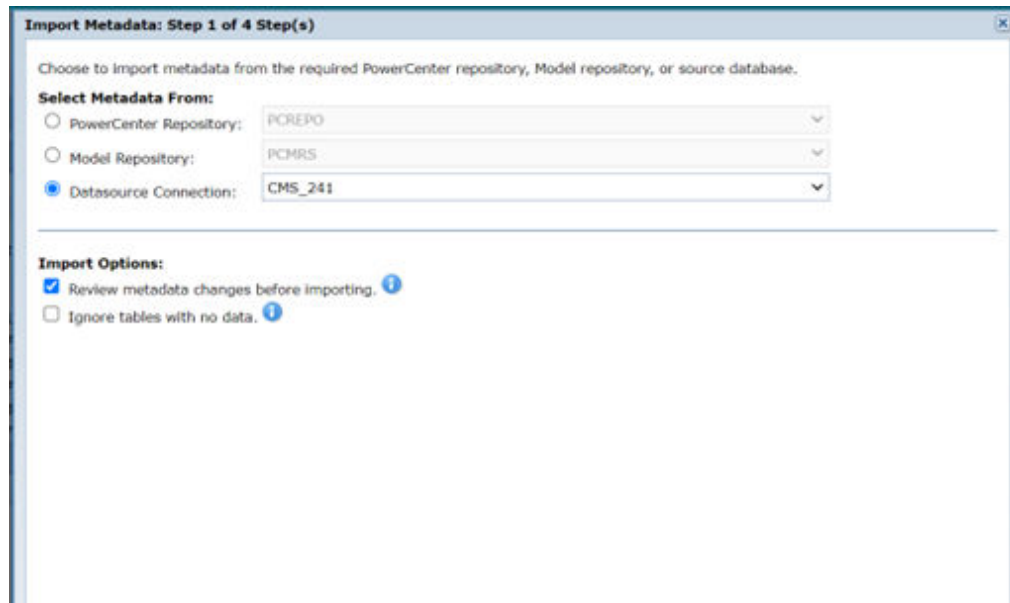 Import Metadata: Step 1 of 4 Step(s)
Choose to import metadata from the required PowerCenter repository, Model repository, or source database.
Select Metadata From:
PowerCenter Repository: PCREPO
Model Repository: PCMRS
Datasource Connection: CMS_241
Import Options:
Review metadata changes before importing.
Ignore tables with no data.